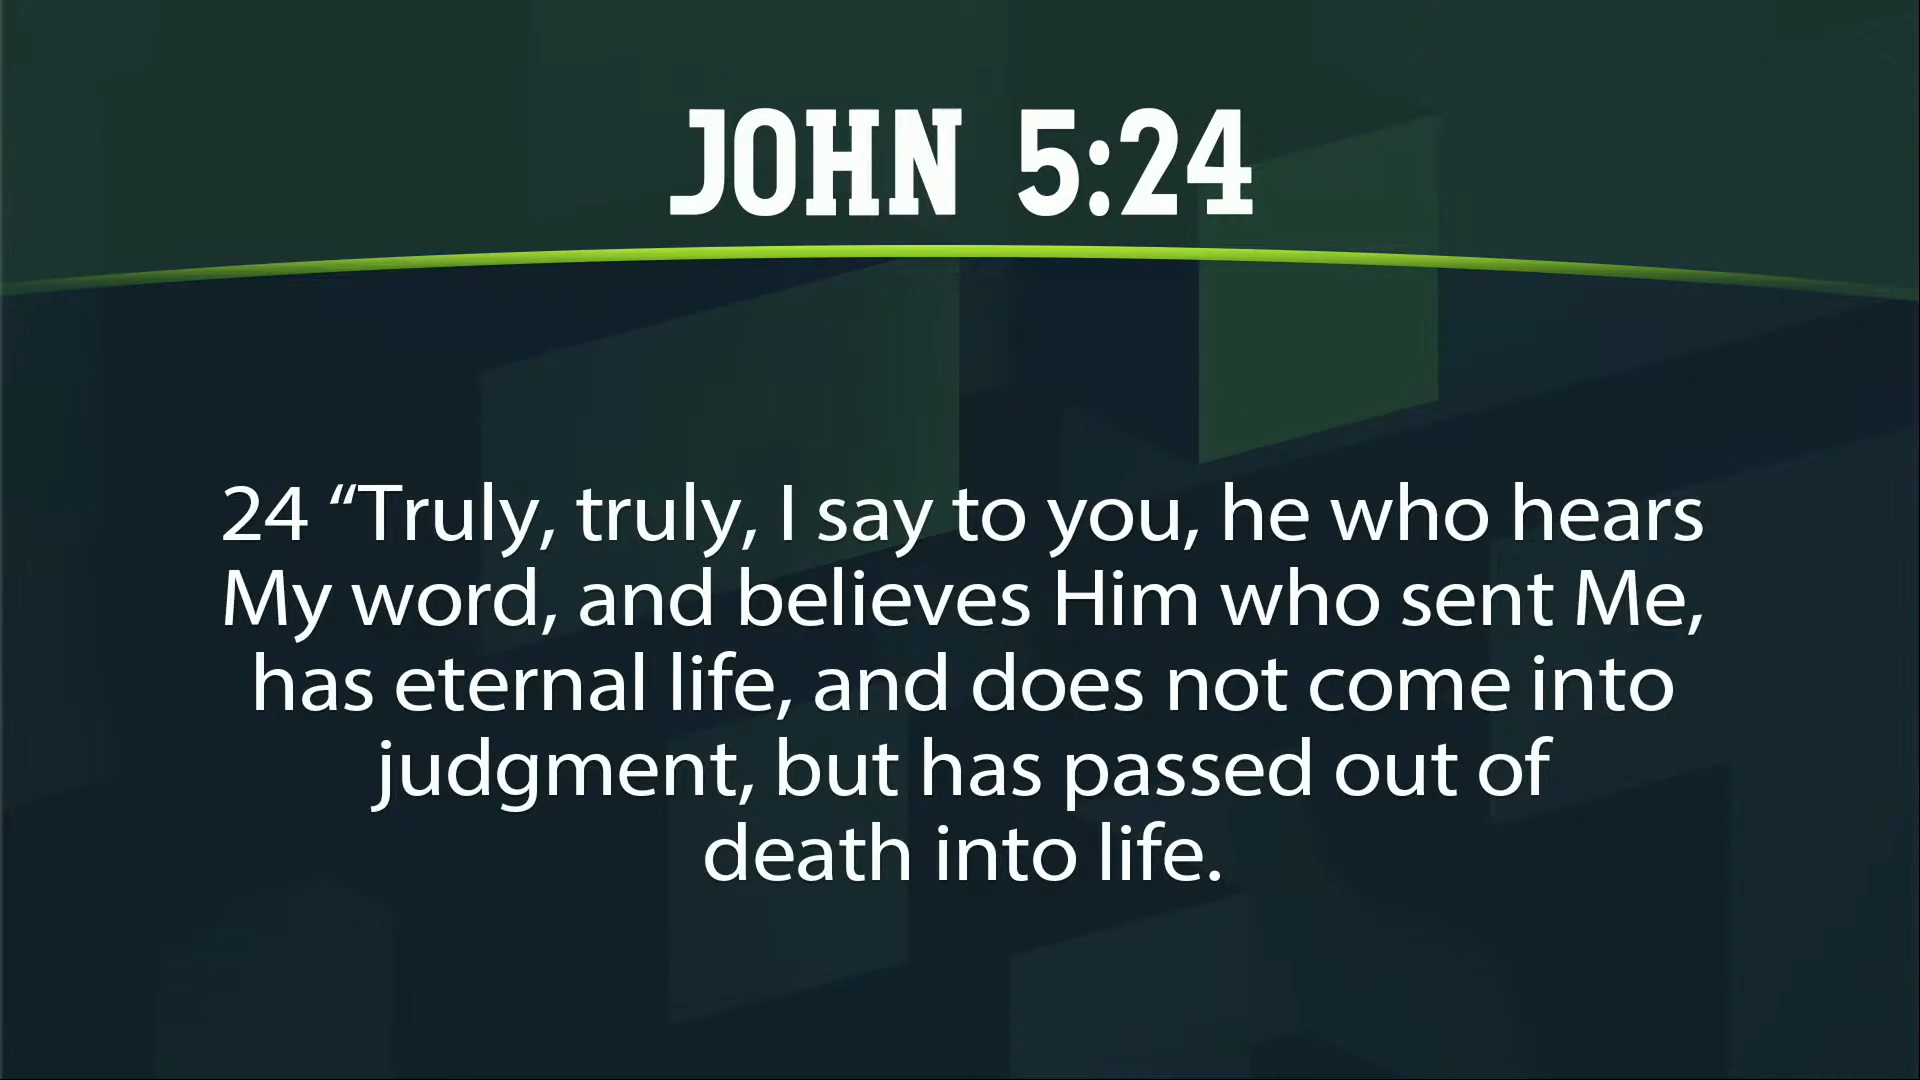 JOHN 5:24
24 “Truly, truly, I say to you, he who hears
My word, and believes Him who sent Me,
has eternal life, and does not come into
judgment, but has passed out of
death into life.